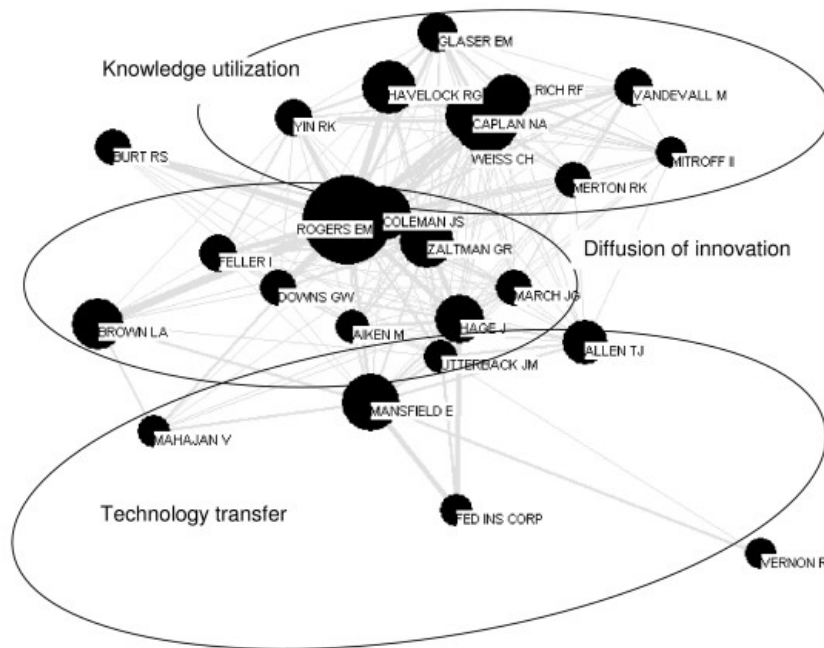 GLASER EM
Knowledge utilization
HAVELOCK RG
RICH RF
VANDEVALL M
CAPLAN NA
YIN RK
BURT RS
WEISS CH
MITROFF II
MERTON RK
COLEMAN JS
ROGERS EM
ZALTMAN GR
Diffusion of innovation
FELLER I
DOWNS GW
MARCH JG
BROWN LA
AIKEN M
HAGE J
ALLEN TJ
UTTERBACK JM
MANSFIELD E
MAHAJAN V
Technology transfer
FED INS CORP
VERNON R